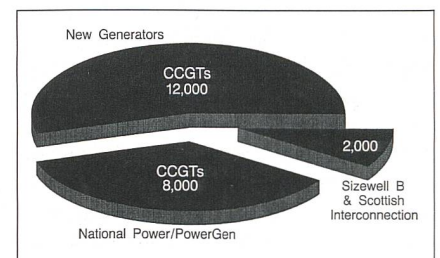 New Generators
CCGTs
12,000
2,000
CCGTs
8,000
Sizewell B
& Scottish
Interconnection
National Power/PowerGen